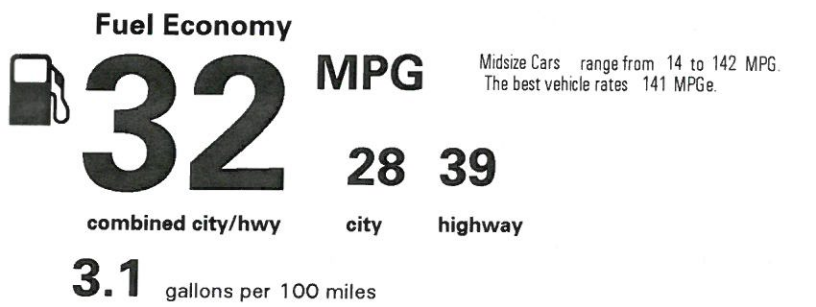 Fuel Economy
32 MPG
Midsize Cars range from 14 to 142 MPG.
The best vehicle rates 141 MPGe.
28 39
combined city/hwy city highway
3.1 gallons per 100 miles